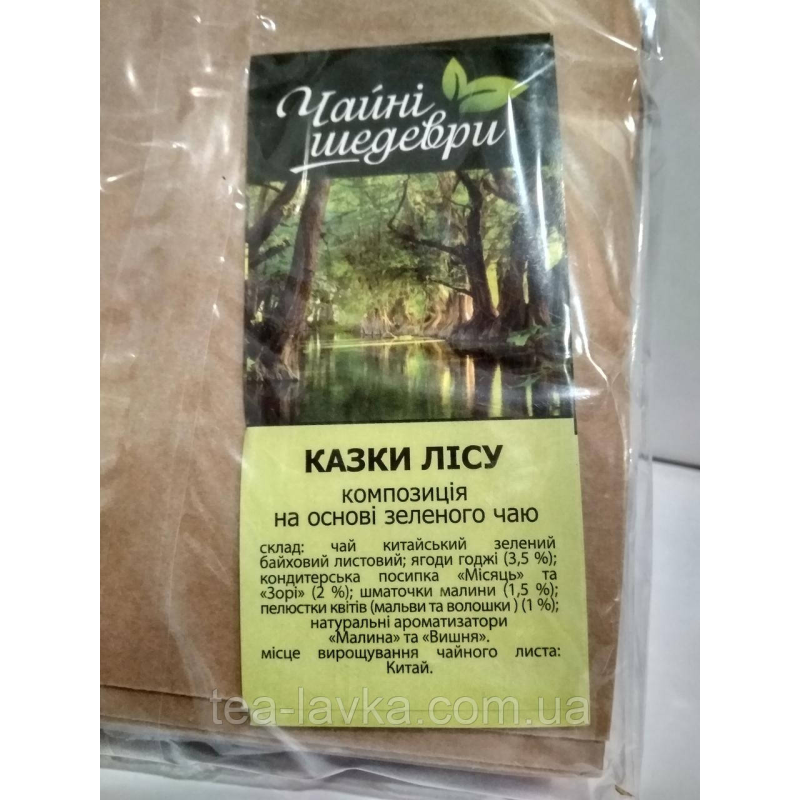 Чайні
шедеври
КАЗКИ ЛІСУ
композиція
на основі зеленого чаю
склад: чай китайський зелений
байховий листовий; ягоди годжі (3,5 %);
кондитерська посипка «Місяць» та
«Зорі» (2 %); шматочки малини (1,5 %);
пелюстки квітів (мальви та волошки ) (1 %);
натуральні ароматизатори
«Малина» та «Вишня».
місце вирощування чайного листа:
Китай.
tea-lavka.com.ua